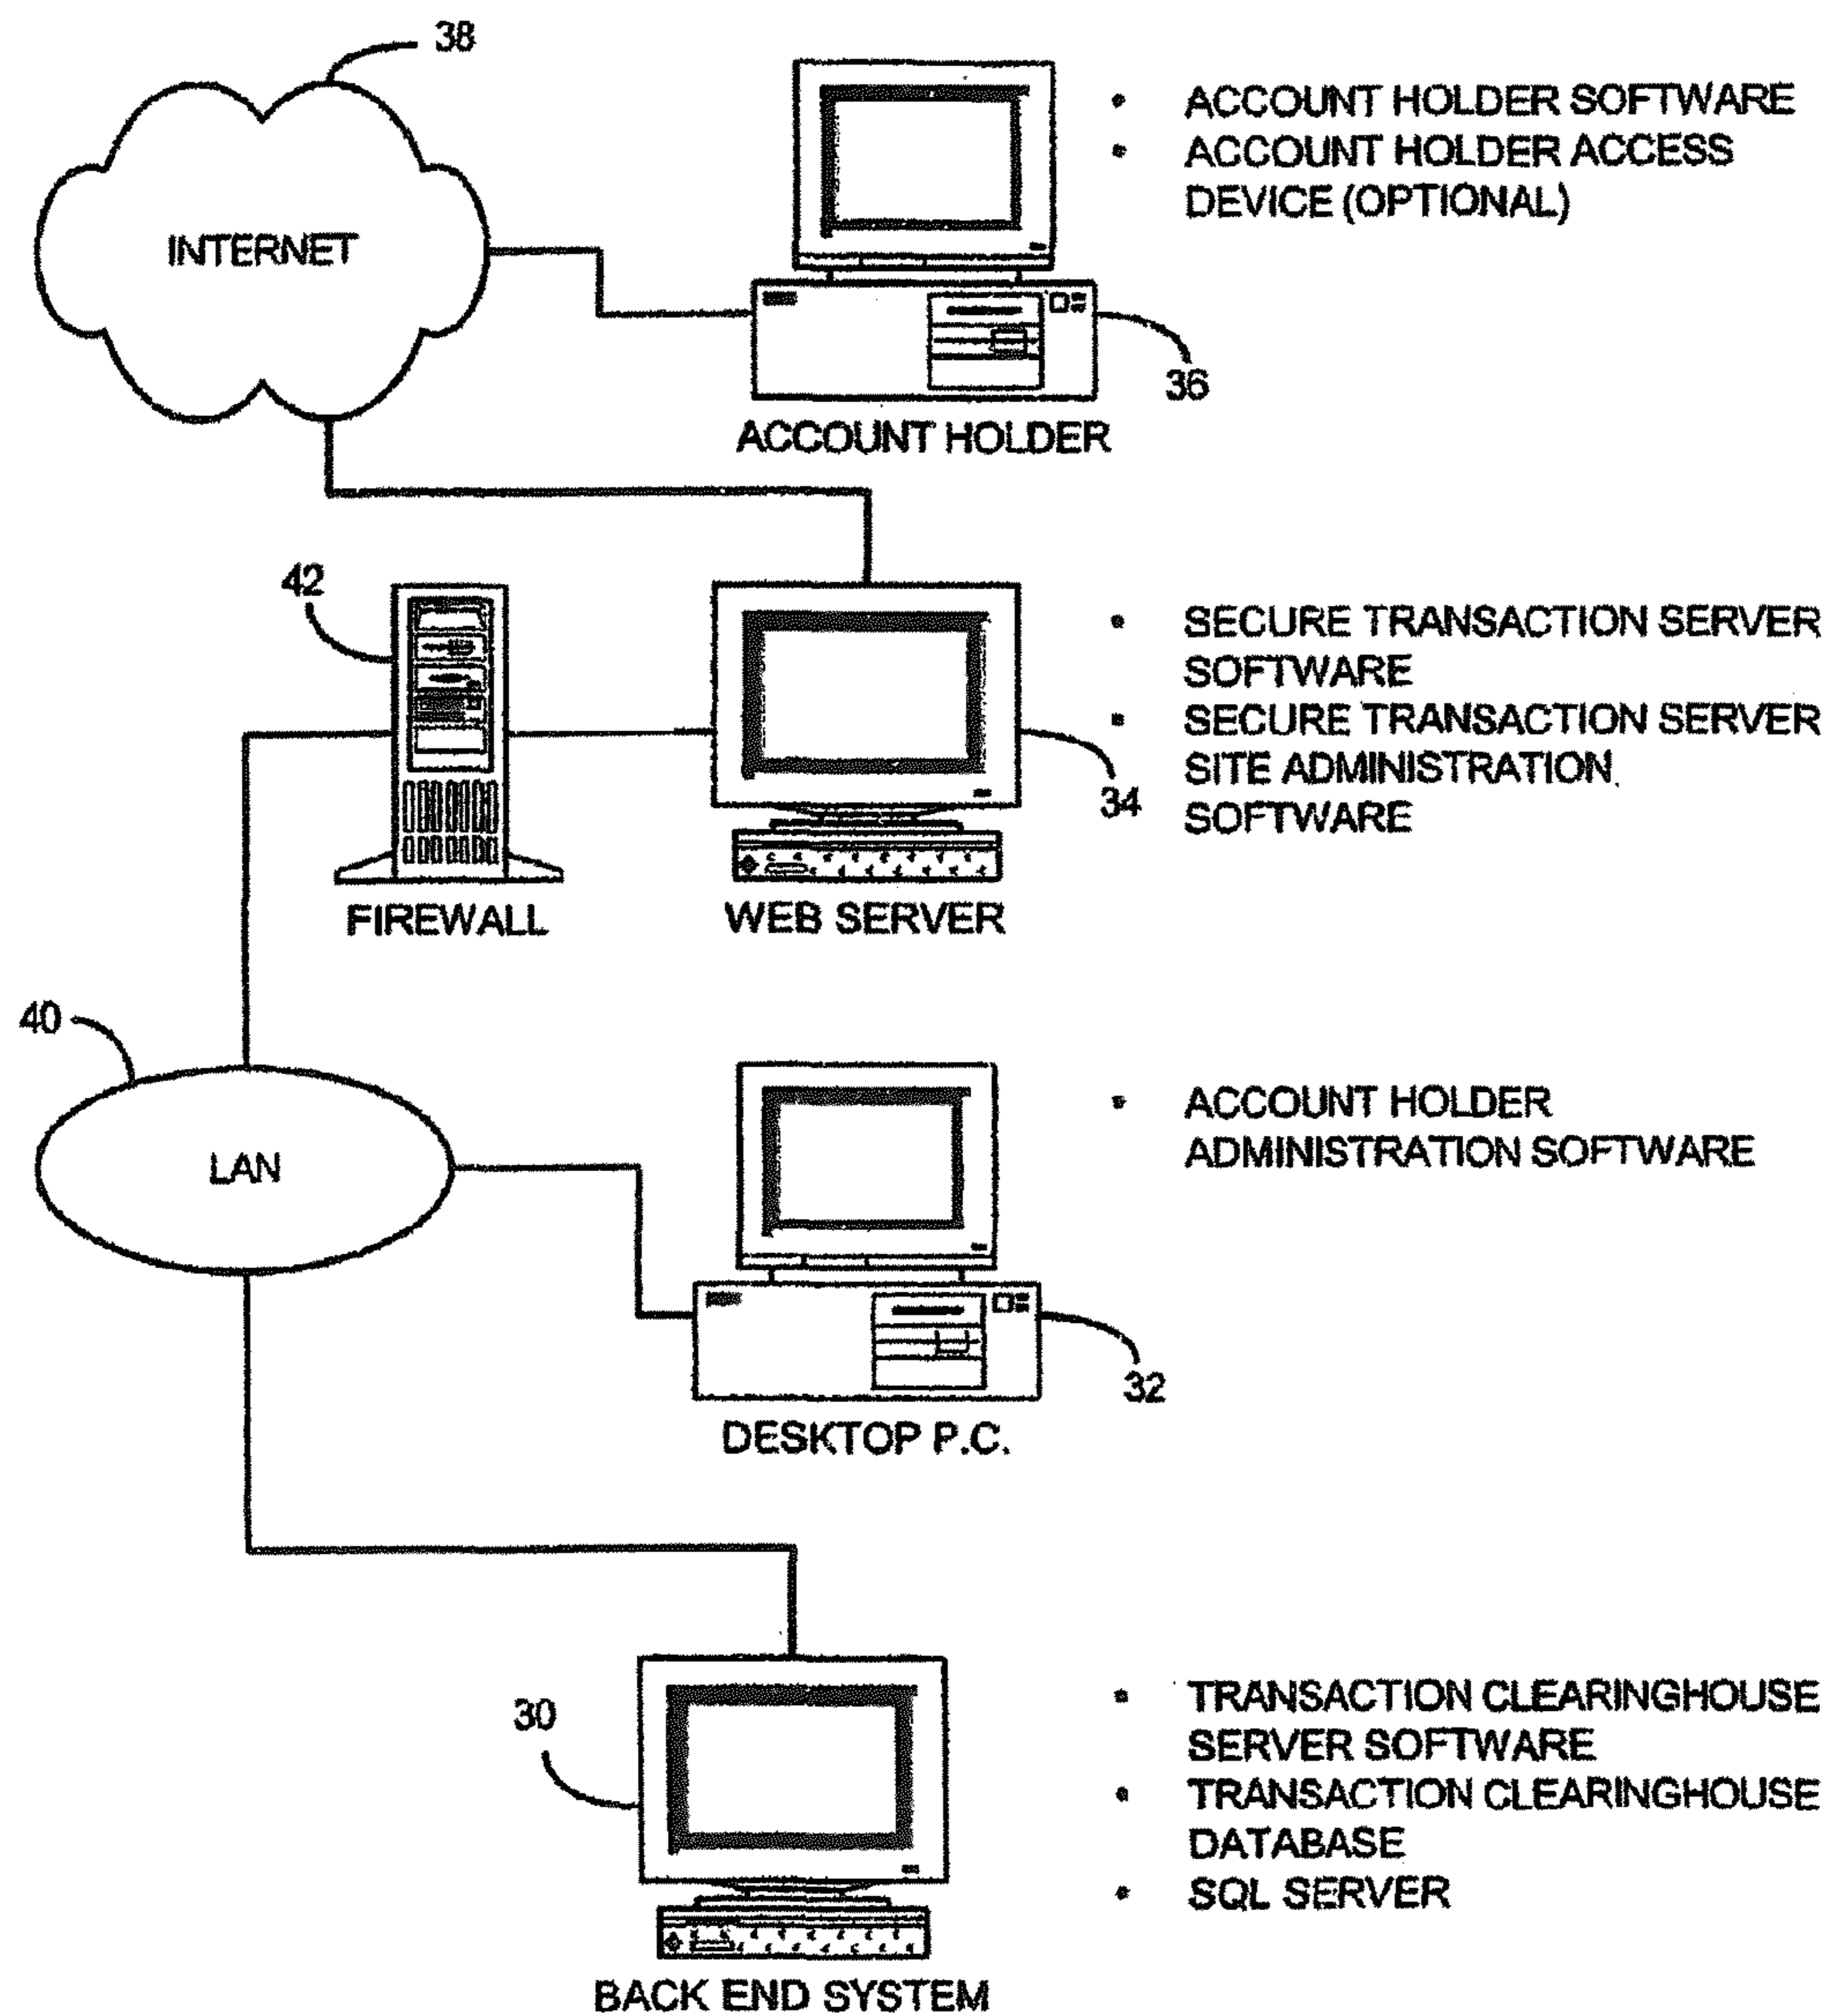 38
• ACCOUNT HOLDER SOFTWARE
• ACCOUNT HOLDER ACCESS
DEVICE (OPTIONAL)
INTERNET
36
ACCOUNT HOLDER
42
• SECURE TRANSACTION SERVER
SOFTWARE
• SECURE TRANSACTION SERVER
SITE ADMINISTRATION
SOFTWARE
34
FIREWALL
WEB SERVER
40
• ACCOUNT HOLDER
ADMINISTRATION SOFTWARE
LAN
32
DESKTOP P.C.
30
• TRANSACTION CLEARINGHOUSE
SERVER SOFTWARE
• TRANSACTION CLEARINGHOUSE
DATABASE
• SQL SERVER
BACK END SYSTEM